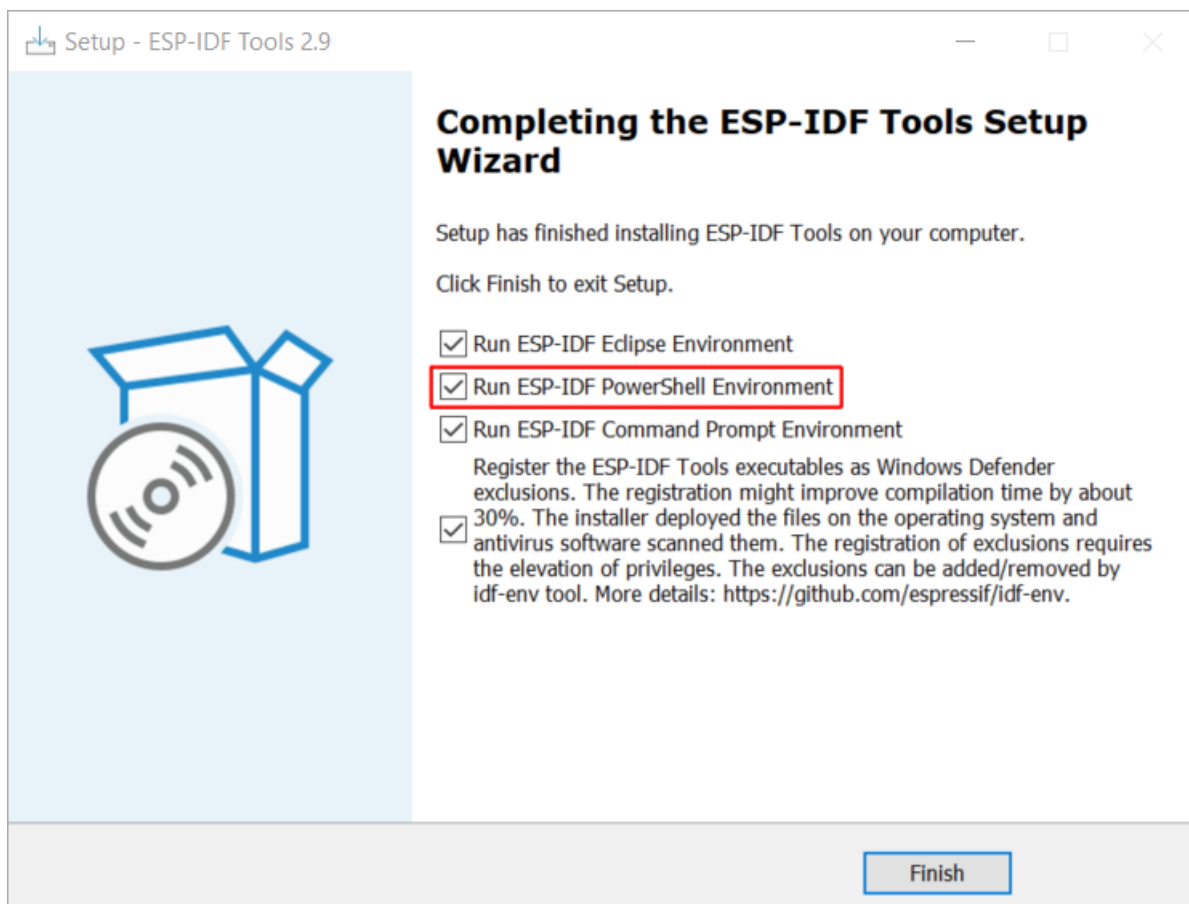 Setup - ESP-IDF Tools 2.9
Completing the ESP-IDF Tools Setup
Wizard
Setup has finished installing ESP-IDF Tools on your computer.
Click Finish to exit Setup.
Run ESP-IDF Eclipse Environment
Run ESP-IDF PowerShell Environment
Run ESP-IDF Command Prompt Environment
Register the ESP-IDF Tools executables as Windows Defender
exclusions. The registration might improve compilation time by about
30%. The installer deployed the files on the operating system and
antivirus software scanned them. The registration of exclusions requires
the elevation of privileges. The exclusions can be added/removed by
idf-env tool. More details: https://github.com/espressif/idf-env.
Finish